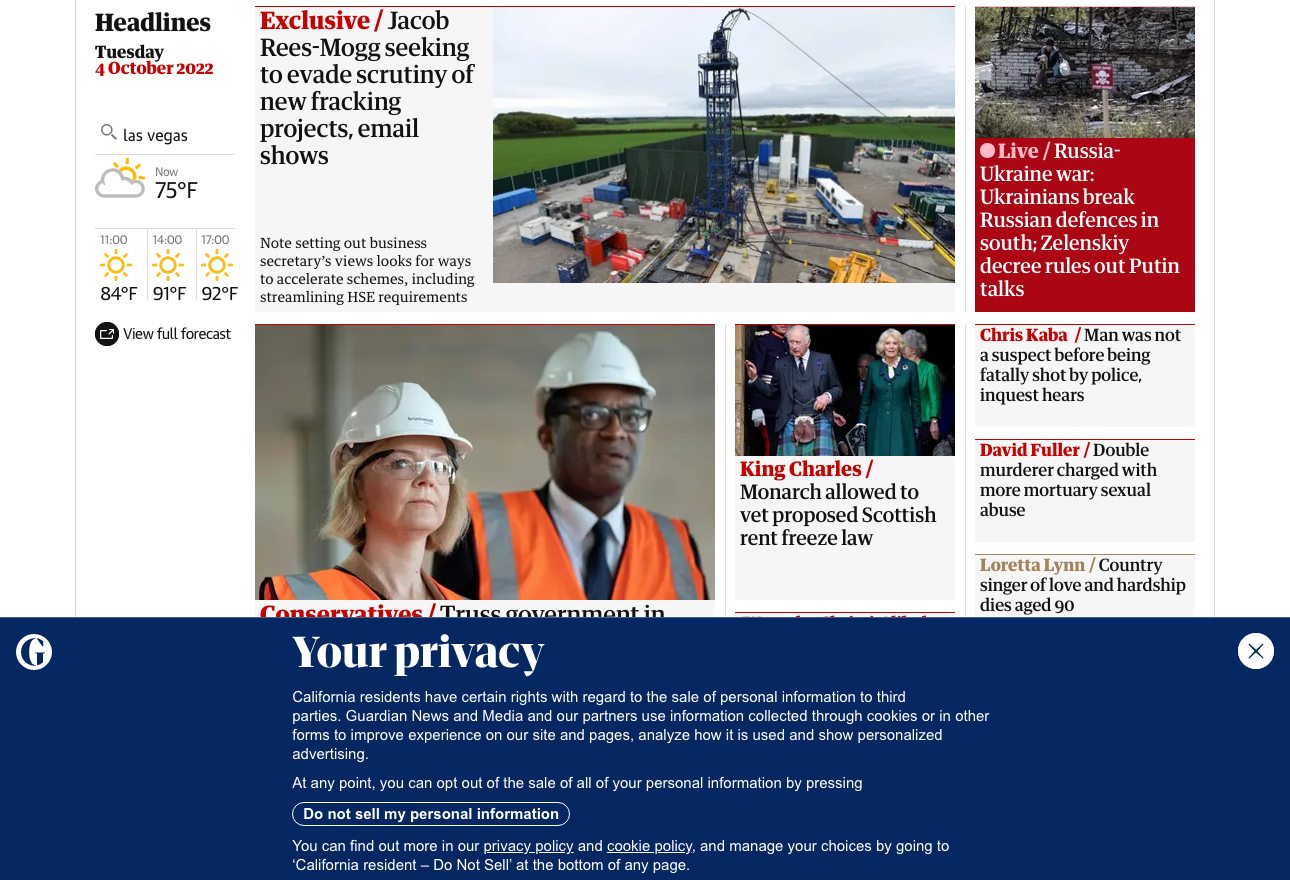 Headlines
Tuesday
4 October 2022
las vegas
Now
75°F
11:00
84°F
14:00
91°F
17:00
92°F
View full forecast
Exclusive / Jacob
Rees-Mogg seeking
to evade scrutiny of
new fracking
projects, email
shows
Note setting out business
secretary’s views looks for ways
to accelerate schemes, including
streamlining HSE requirements
Live / Russia-
Ukraine war:
Ukrainians break
Russian defences in
south; Zelenskiy
decree rules out Putin
talks
Conservatives / Truss government in
King Charles /
Monarch allowed to
vet proposed Scottish
rent freeze law
Chris Kaba / Man was not
a suspect before being
fatally shot by police,
inquest hears
David Fuller / Double
murderer charged with
more mortuary sexual
abuse
Loretta Lynn / Country
singer of love and hardship
dies aged 90
G
Your privacy
California residents have certain rights with regard to the sale of personal information to third
parties. Guardian News and Media and our partners use information collected through cookies or in other
forms to improve experience on our site and pages, analyze how it is used and show personalized
advertising.
At any point, you can opt out of the sale of all of your personal information by pressing
Do not sell my personal information
You can find out more in our privacy policy and cookie policy, and manage your choices by going to
‘California resident – Do Not Sell’ at the bottom of any page.